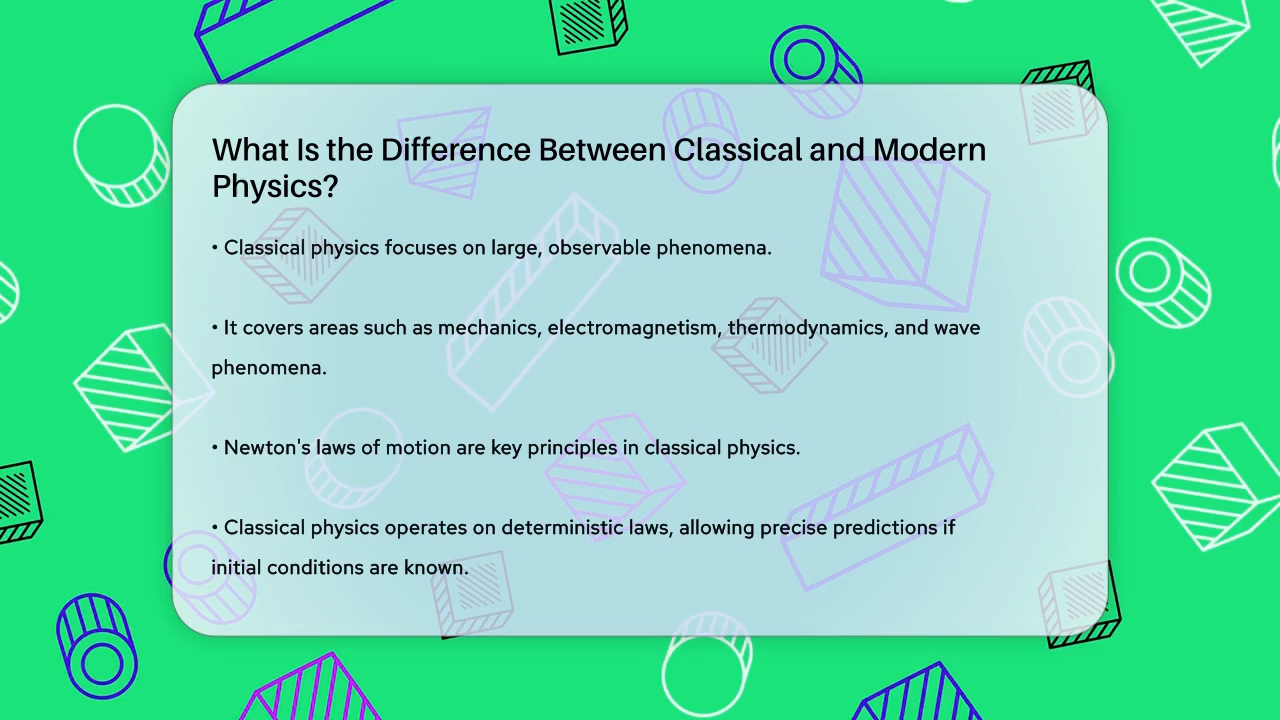 What Is the Difference Between Classical and Modern
Physics?
• Classical physics focuses on large, observable phenomena.
• It covers areas such as mechanics, electromagnetism, thermodynamics, and wave
phenomena.
• Newton's laws of motion are key principles in classical physics.
• Classical physics operates on deterministic laws, allowing precise predictions if
initial conditions are known.